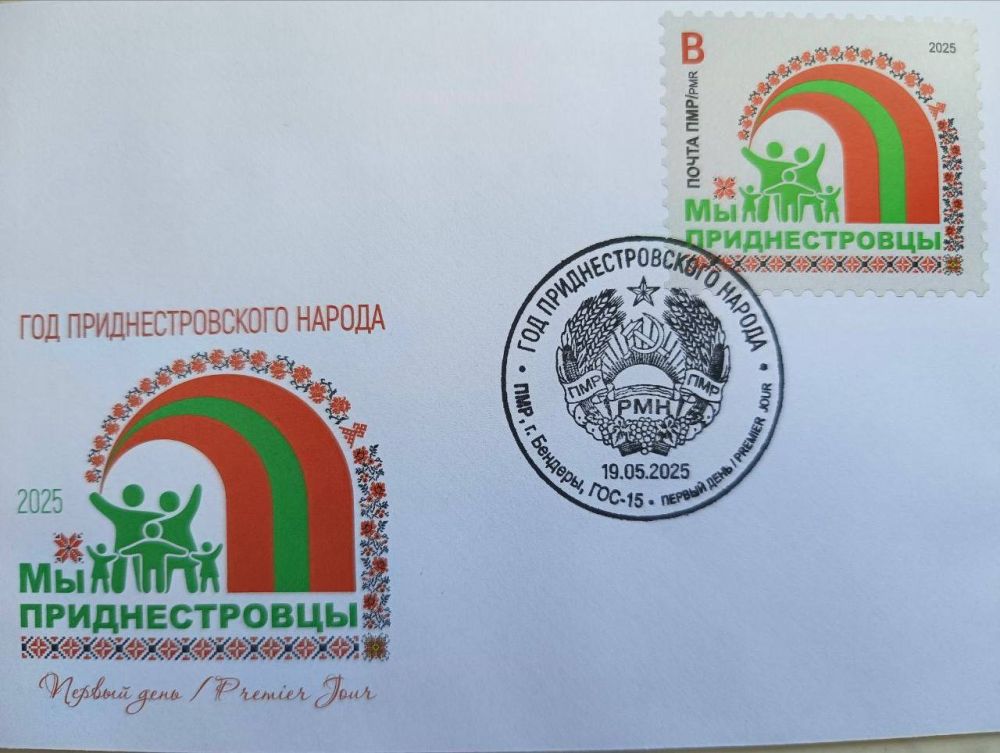 В
2025
ПОЧТА ПМР/PMR
Мы
ПРИДНЕСТРОВЦЫ
• ГОД ПРИДНЕСТРОВСКОГО НАРОДА •
ПМР
ПМР
РМН
19.05.2025
ПМР, г. Бендеры, ГОС-15 • ПЕРВЫЙ ДЕНЬ / PREMIER JOUR
ГОД ПРИДНЕСТРОВСКОГО НАРОДА
2025
Мы
ПРИДНЕСТРОВЦЫ
Первый день / Premier Jour